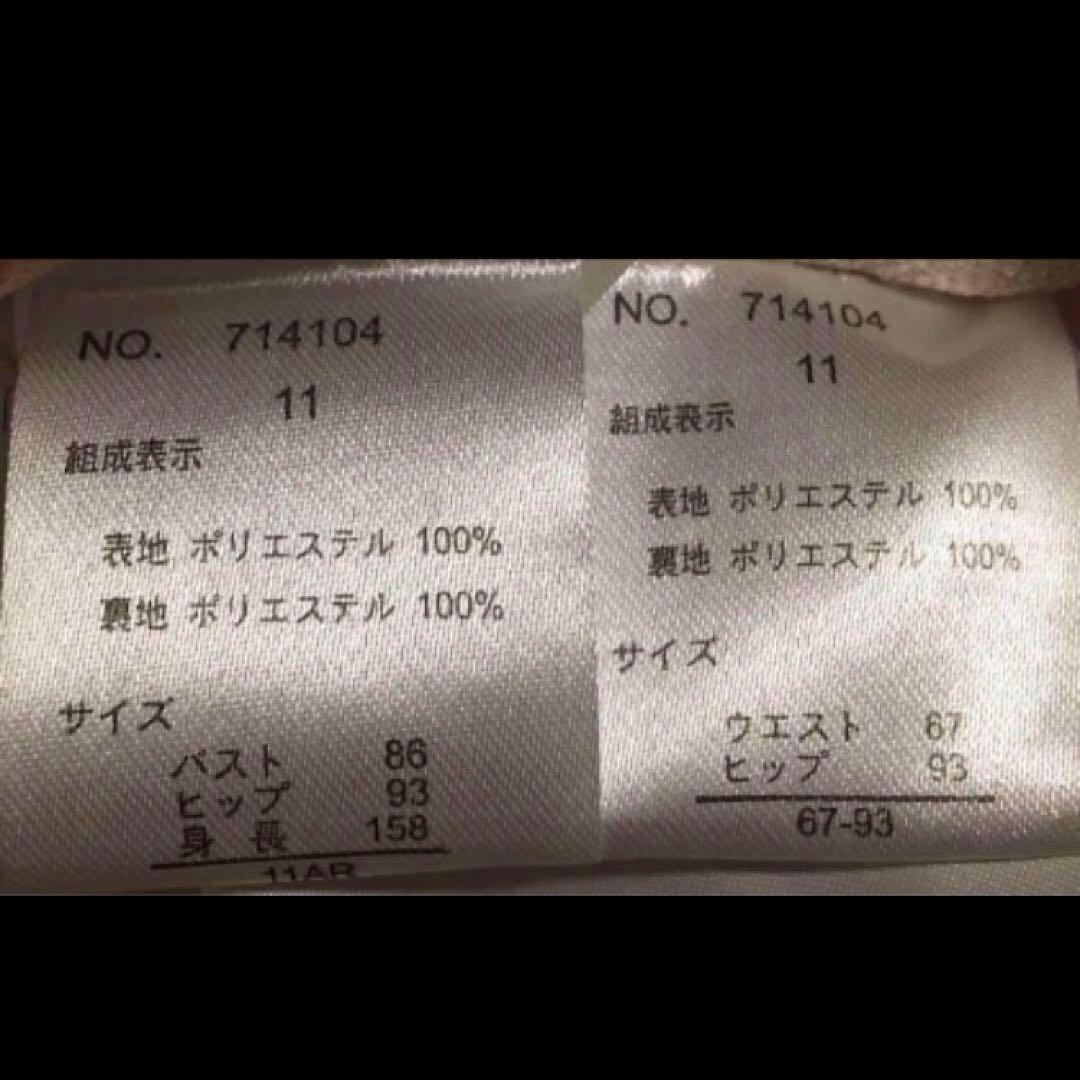 NO. 714104
11
組成表示
表地 ポリエステル 100%
裏地 ポリエステル 100%
サイズ
バスト 86
ヒップ 93
身長 158
11AR
NO. 714104
11
組成表示
表地 ポリエステル 100%
裏地 ポリエステル 100%
サイズ
ウエスト 67
ヒップ 93
67-93